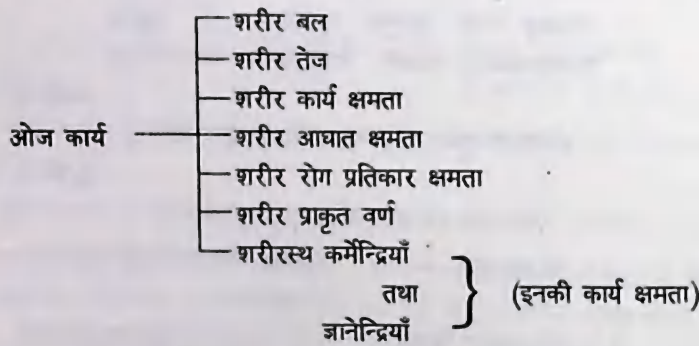 शरीर बल
शरीर तेज
शरीर कार्य क्षमता
ओज कार्य शरीर आघात क्षमता
शरीर रोग प्रतिकार क्षमता
शरीर प्राकृत वर्ण
शरीरस्थ कर्मेन्द्रियाँ
तथा } (इनकी कार्य क्षमता)
ज्ञानेन्द्रियाँ